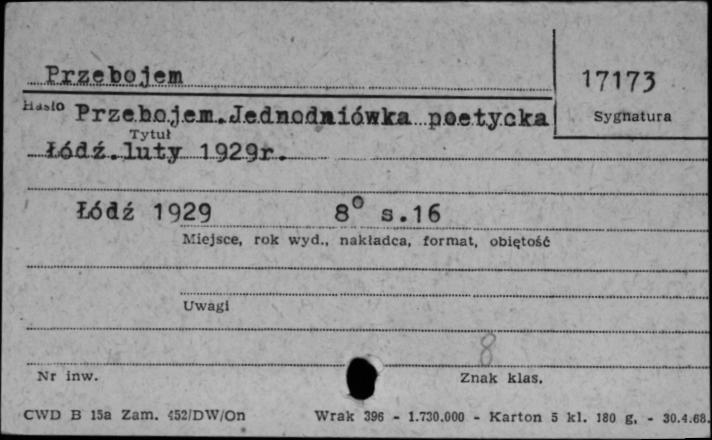 Przebojem
17173
Hasło Przebojem.Jednodniówka poetycka
Sygnatura
Tytuł
Łódź.luty 1929r.
Łódź 1929 8° s.16
Miejsce, rok wyd., nakładca, format, objętość
Uwagi
8
Nr inw.
Znak klas.
CWD B 15a Zam. 452/DW/On Wrak 396 - 1.730.000 - Karton 5 kl. 180 g. - 30.4.68.